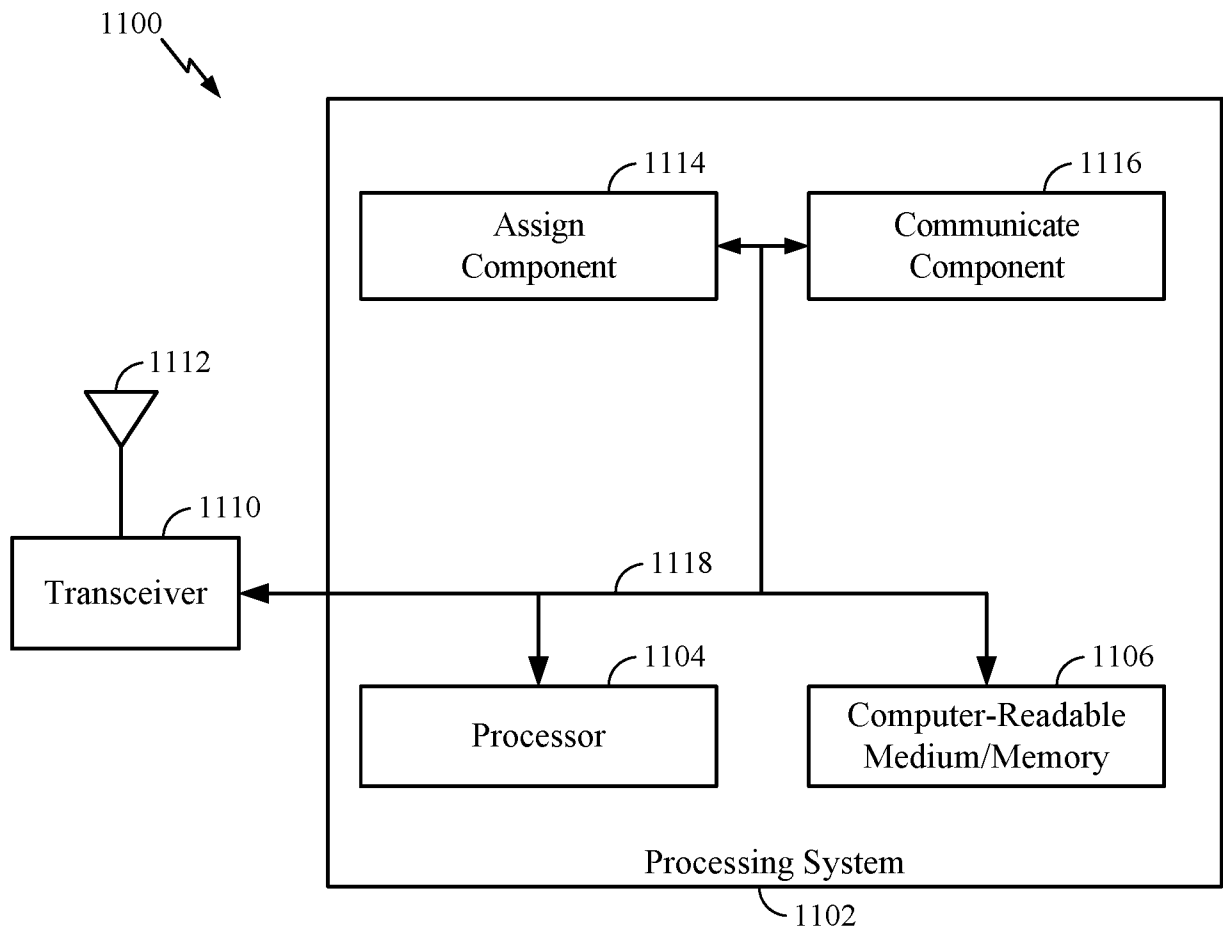 1100
1114
1116
Assign
Component
Communicate
Component
1112
1110
Transceiver
1118
1104
1106
Processor
Computer-Readable
Medium/Memory
Processing System
1102